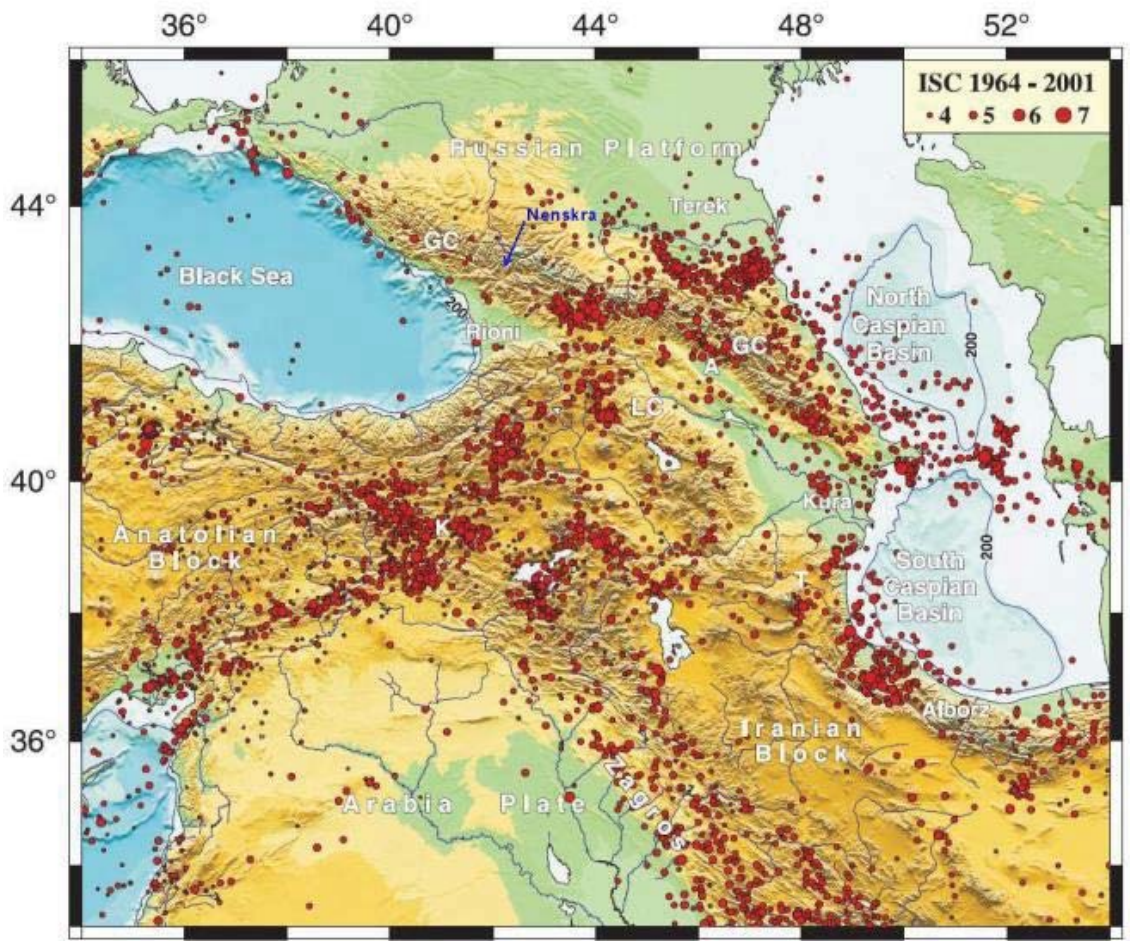 36° 40° 44° 48° 52°
ISC 1964 - 2001
4 5 6 7
Russian Platform
44°
Terek
Nenskra
GC
Black Sea
200
North
Caspian
Basin
200
Rioni
GC
A
LC
40°
Kura
K
Anatolian
Block
200
South
Caspian
Basin
T
Alborz
36°
Iranian
Block
Zagros
Arabia Plate